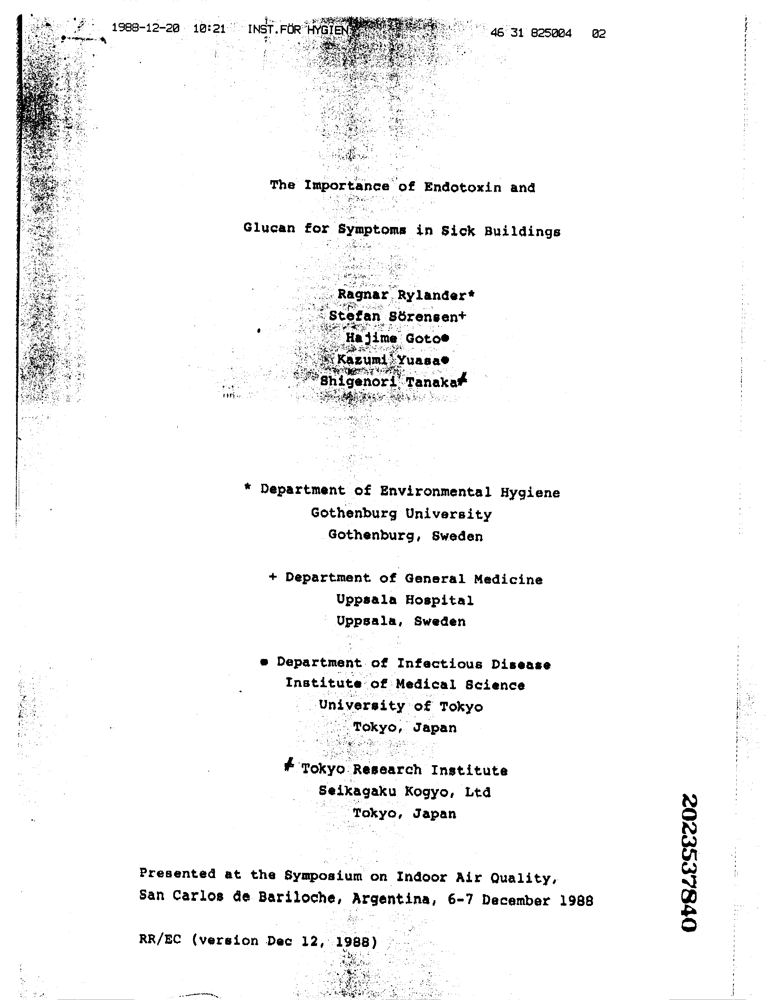 1988-12-20 10:21 INST.FÖR HYGIEN 46 31 825004 02
The Importance of Endotoxin and
Glucan for Symptoms in Sick Buildings
Ragnar Rylander*
Stefan Sörensen+
Hajime Goto●
Kazumi Yuasa●
Shigenori Tanaka≠
* Department of Environmental Hygiene
Gothenburg University
Gothenburg, Sweden
+ Department of General Medicine
Uppsala Hospital
Uppsala, Sweden
● Department of Infectious Disease
Institute of Medical Science
University of Tokyo
Tokyo, Japan
≠ Tokyo Research Institute
Seikagaku Kogyo, Ltd
Tokyo, Japan
Presented at the Symposium on Indoor Air Quality,
San Carlos de Bariloche, Argentina, 6-7 December 1988
RR/EC (version Dec 12, 1988)
2023537840